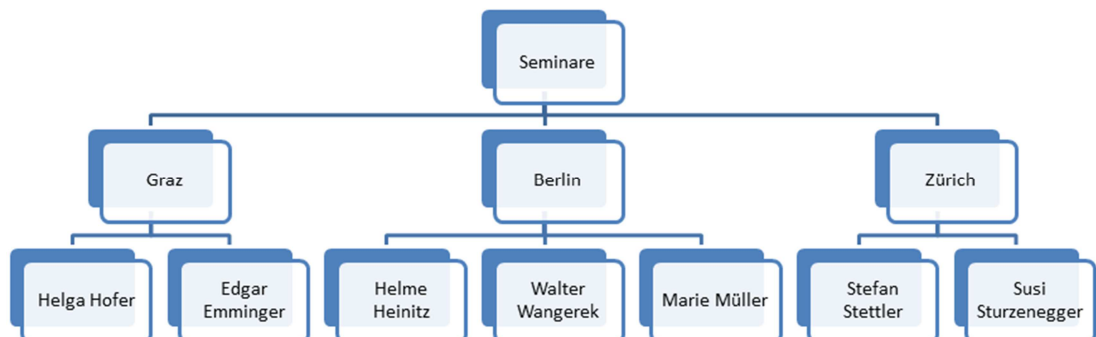 Seminare
Graz
Berlin
Zürich
Helga Hofer
Edgar
Emminger
Helme
Heinitz
Walter
Wangerek
Marie Müller
Stefan
Stettler
Susi
Sturzenegger